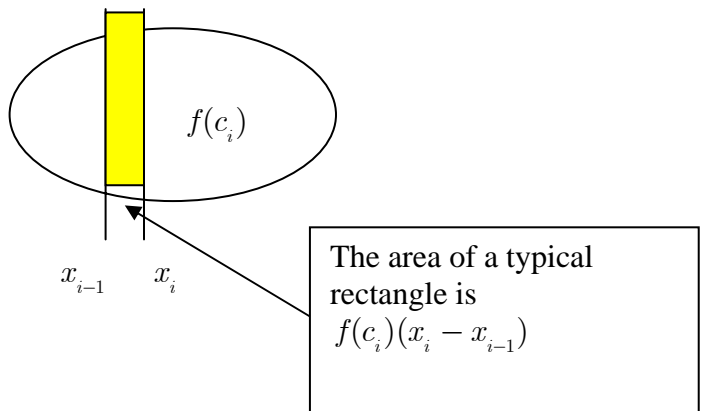 f(c_i)
x_{i-1} x_i
The area of a typical
rectangle is
f(c_i)(x_i − x_{i-1})